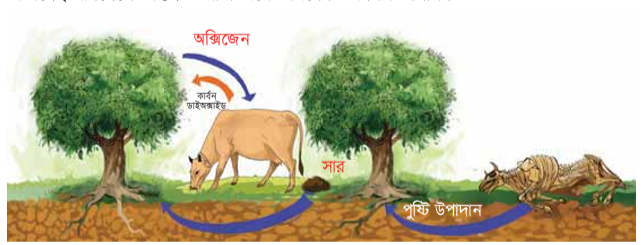 অক্সিজেন
কার্বন
ডাইঅক্সাইড
সার
পুষ্টি উপাদান